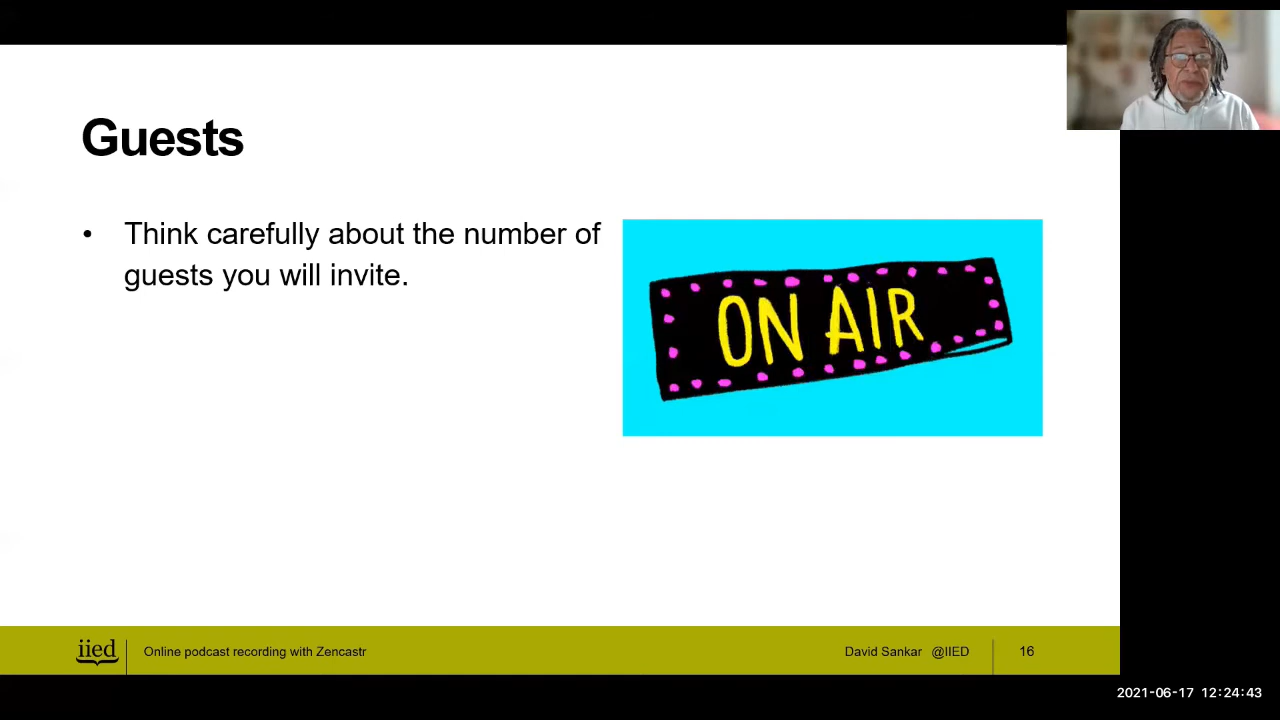 Guests
• Think carefully about the number of
guests you will invite.
ON AIR
iied
Online podcast recording with Zencastr
David Sankar @IIED
16
2021-06-17 12:24:43